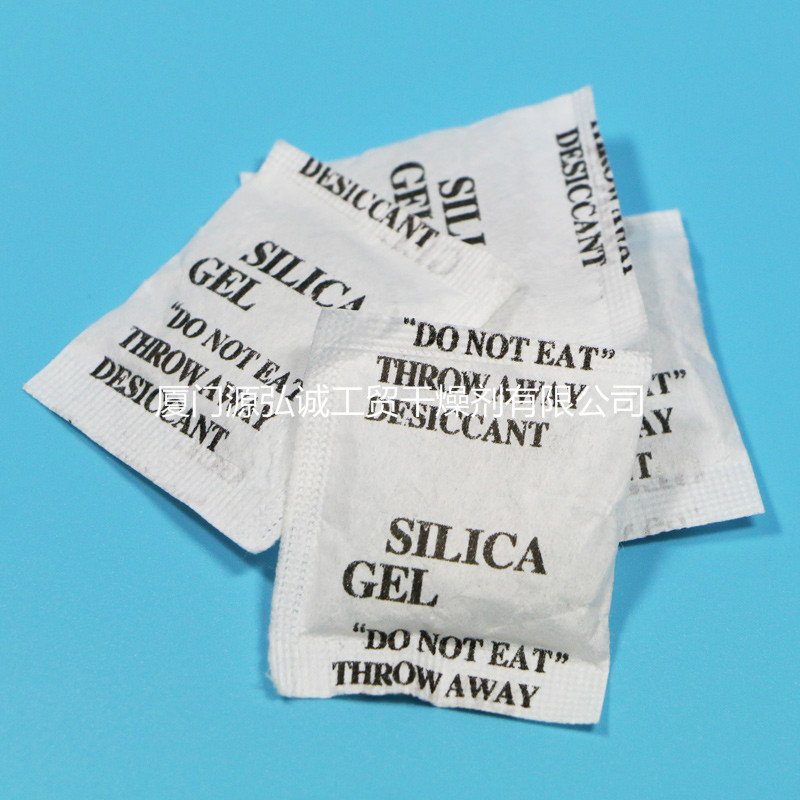 DESICCANT
SILICA
GEL
"DO NOT EAT"
THROW AWAY
DESICCANT
DESICCANT
"DO NOT EAT"
THROW AWAY
DESICCANT
SILICA
GEL
"DO NOT EAT"
THROW AWAY
厦门源弘诚工贸干燥剂有限公司